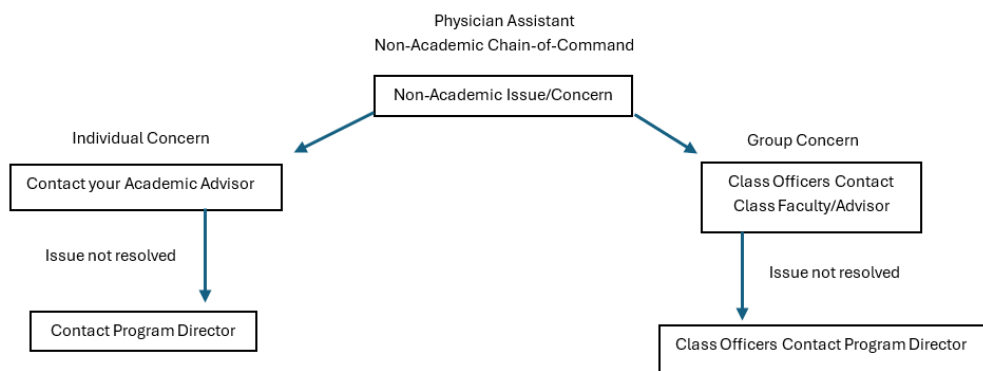 Physician Assistant
Non-Academic Chain-of-Command
Non-Academic Issue/Concern
Individual Concern
Group Concern
Contact your Academic Advisor
Class Officers Contact
Class Faculty/Advisor
Issue not resolved
Issue not resolved
Contact Program Director
Class Officers Contact Program Director